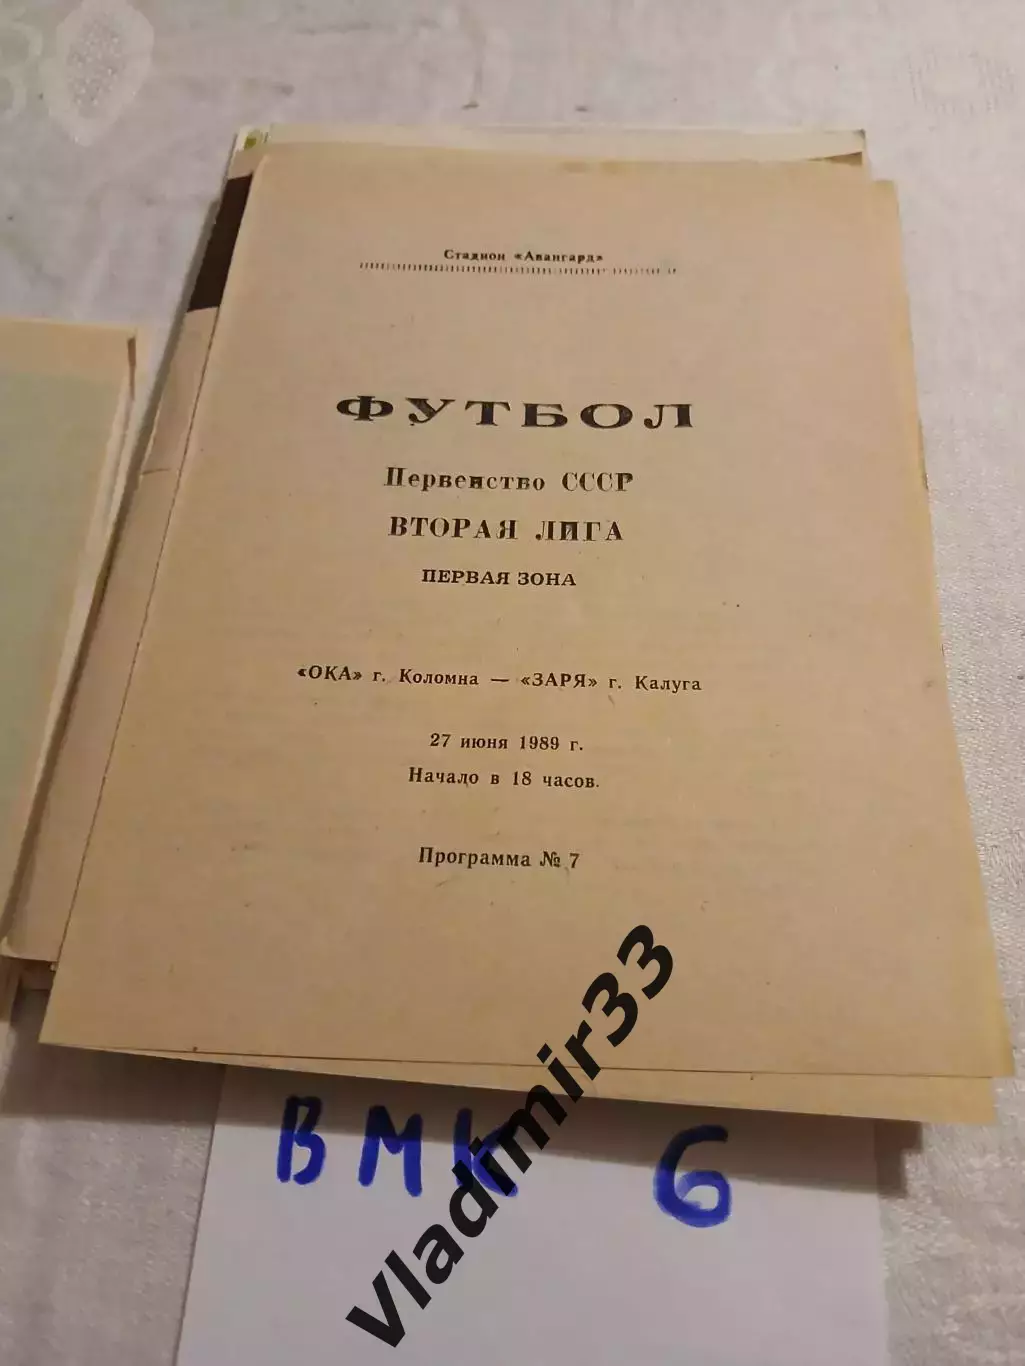 Стадион «Авангард»
ФУТБОЛ
Первенство СССР
ВТОРАЯ ЛИГА
ПЕРВАЯ ЗОНА
«ОКА» г. Коломна — «ЗАРЯ» г. Калуга
27 июня 1989 г.
Начало в 18 часов.
Программа № 7
ВМК 6
Vladimir33